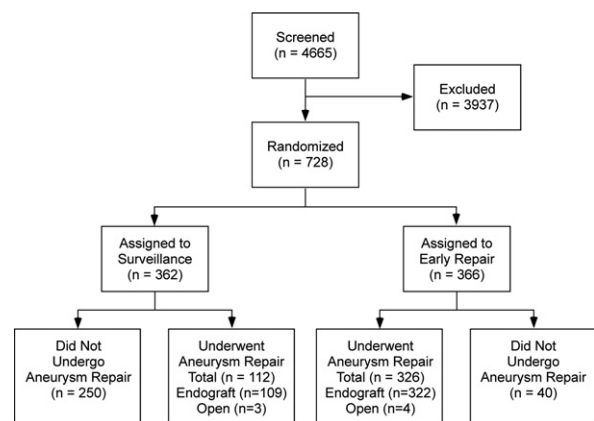 Screened
(n = 4665)
Excluded
(n = 3937)
Randomized
(n = 728)
Assigned to
Surveillance
(n = 362)
Assigned to
Early Repair
(n = 366)
Did Not
Undergo
Aneurysm Repair
(n = 250)
Underwent
Aneurysm Repair
Total (n = 112)
Endograft (n=109)
Open (n=3)
Underwent
Aneurysm Repair
Total (n = 326)
Endograft (n=322)
Open (n=4)
Did Not
Undergo
Aneurysm Repair
(n = 40)